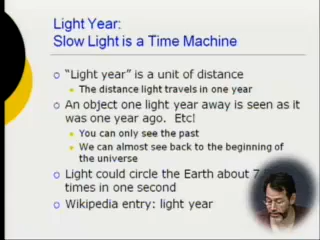 Light Year:
Slow Light is a Time Machine
"Light year" is a unit of distance
The distance light travels in one year
An object one light year away is seen as it
was one year ago. Etc!
You can only see the past
We can almost see back to the beginning of
the universe
Light could circle the Earth about 7
times in one second
Wikipedia entry: light year